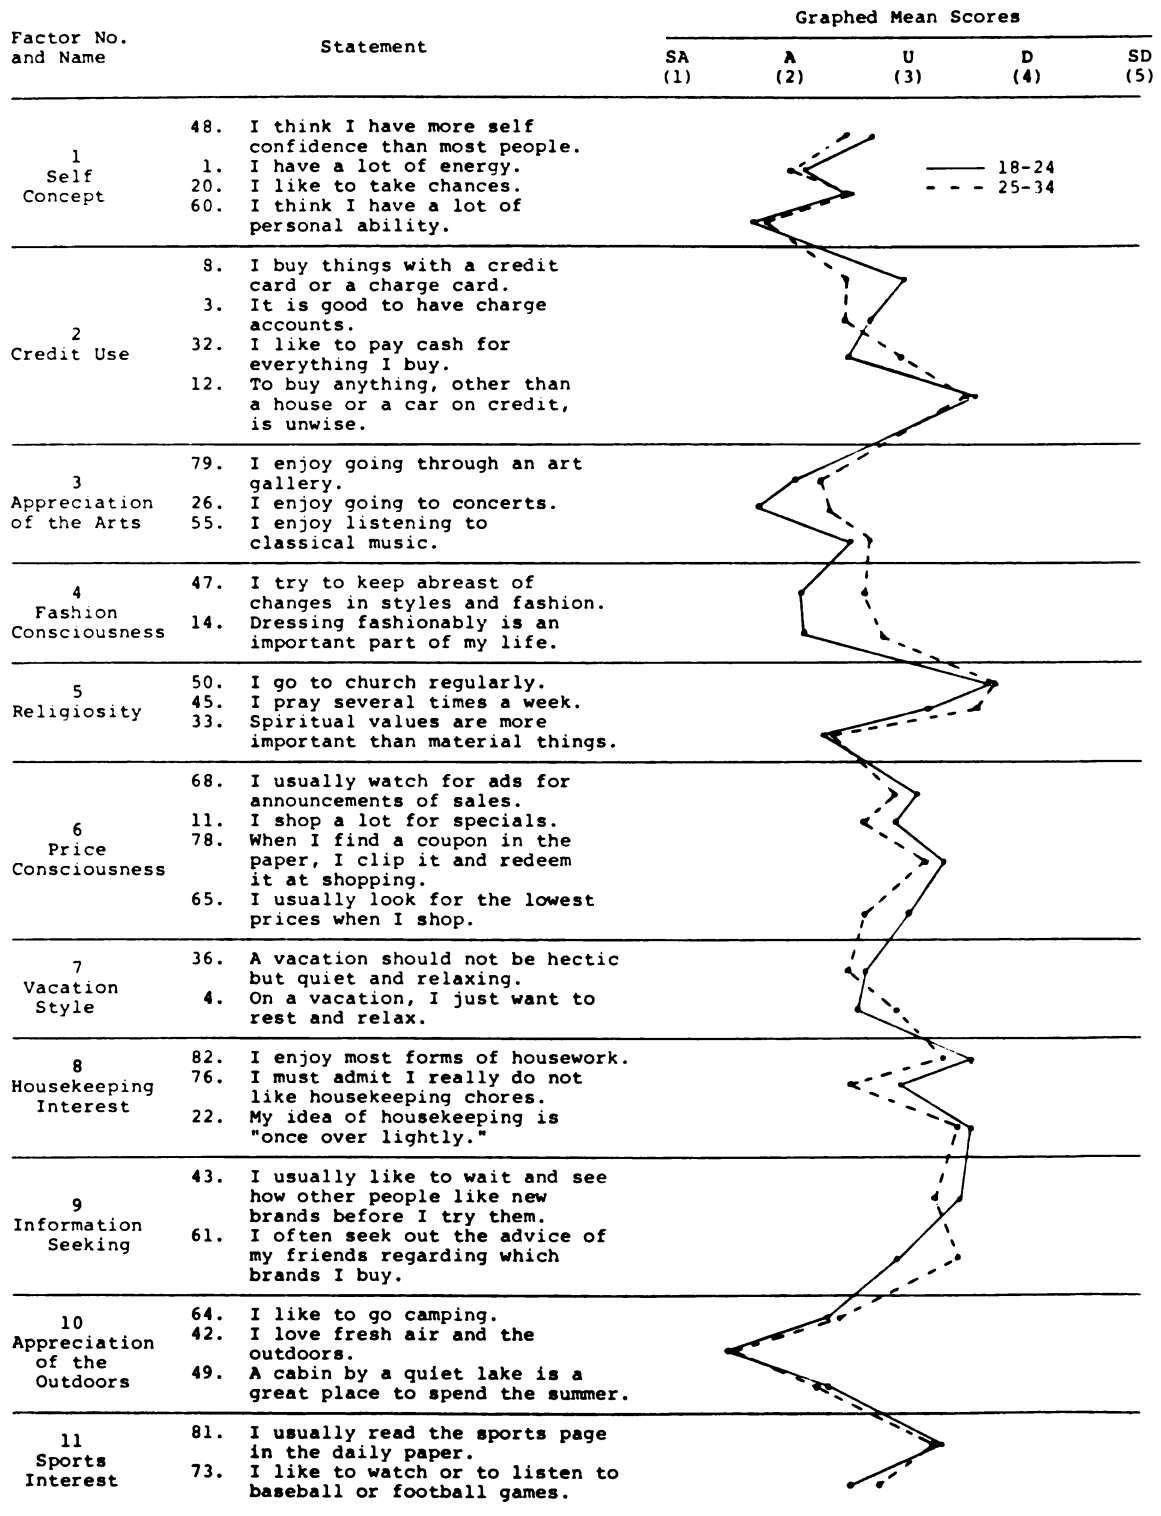 Graphed Mean Scores
Factor No.
and Name
Statement
SA A U D SD
(1) (2) (3) (4) (5)
48. I think I have more self
confidence than most people.
1
Self
Concept
1. I have a lot of energy.
20. I like to take chances.
60. I think I have a lot of
personal ability.
18-24
25-34
8. I buy things with a credit
card or a charge card.
3. It is good to have charge
accounts.
2
Credit Use
32. I like to pay cash for
everything I buy.
12. To buy anything, other than
a house or a car on credit,
is unwise.
79. I enjoy going through an art
gallery.
3
Appreciation
of the Arts
26. I enjoy going to concerts.
55. I enjoy listening to
classical music.
47. I try to keep abreast of
changes in styles and fashion.
4
Fashion
Consciousness
14. Dressing fashionably is an
important part of my life.
5
Religiosity
50. I go to church regularly.
45. I pray several times a week.
33. Spiritual values are more
important than material things.
68. I usually watch for ads for
announcements of sales.
6
Price
Consciousness
11. I shop a lot for specials.
78. When I find a coupon in the
paper, I clip it and redeem
it at shopping.
65. I usually look for the lowest
prices when I shop.
7
Vacation
Style
36. A vacation should not be hectic
but quiet and relaxing.
4. On a vacation, I just want to
rest and relax.
8
Housekeeping
Interest
82. I enjoy most forms of housework.
76. I must admit I really do not
like housekeeping chores.
22. My idea of housekeeping is
"once over lightly."
43. I usually like to wait and see
how other people like new
brands before I try them.
9
Information
Seeking
61. I often seek out the advice of
my friends regarding which
brands I buy.
10
Appreciation
of the
Outdoors
64. I like to go camping.
42. I love fresh air and the
outdoors.
49. A cabin by a quiet lake is a
great place to spend the summer.
11
Sports
Interest
81. I usually read the sports page
in the daily paper.
73. I like to watch or to listen to
baseball or football games.